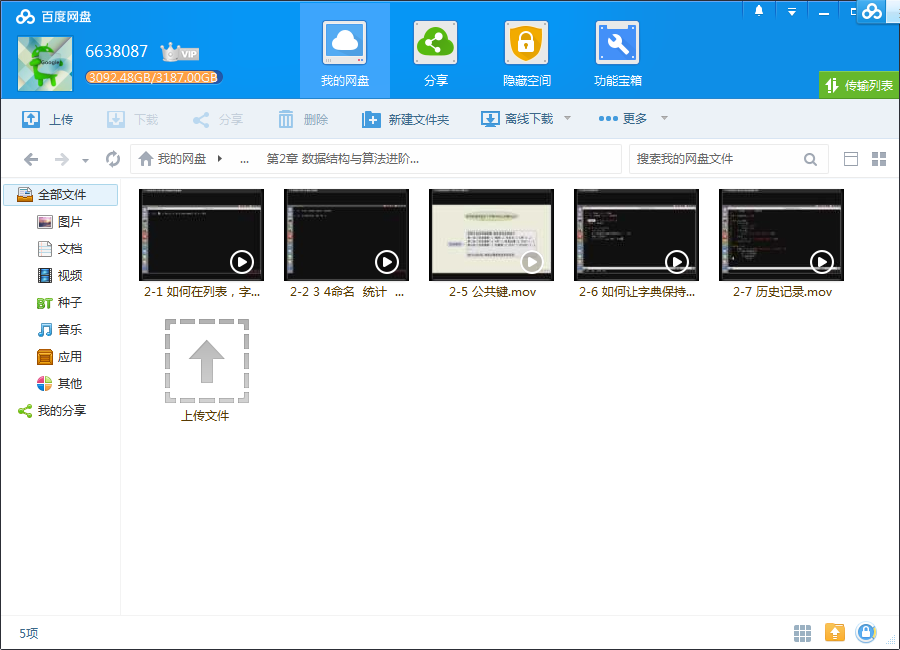 百度网盘
6638087 VIP
3092.48GB/3187.00GB
我的网盘 分享 隐藏空间 功能宝箱
传输列表
上传 下载 分享 删除 新建文件夹 离线下载 更多
我的网盘 ... 第2章 数据结构与算法进阶... 搜索我的网盘文件
全部文件
图片
文档
视频
BT 种子
音乐
应用
其他
我的分享
2-1 如何在列表，字... 2-2 3 4命名 统计 ... 2-5 公共键.mov 2-6 如何让字典保持... 2-7 历史记录.mov
上传文件
5项